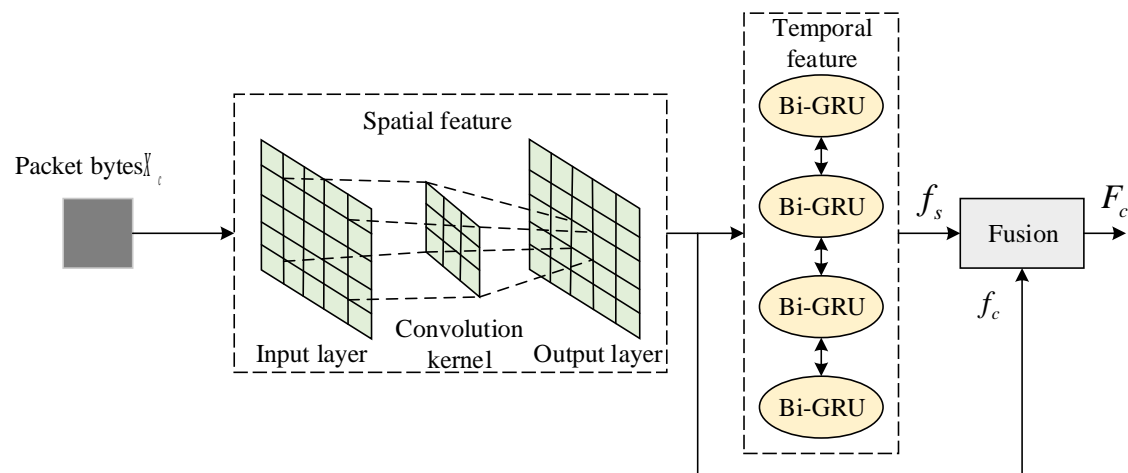 Packet bytes X
Spatial feature
Input layer
Convolution
kernel
Output layer
Temporal
feature
Bi-GRU
Bi-GRU
Bi-GRU
Bi-GRU
f_s
Fusion
f_c
F_c